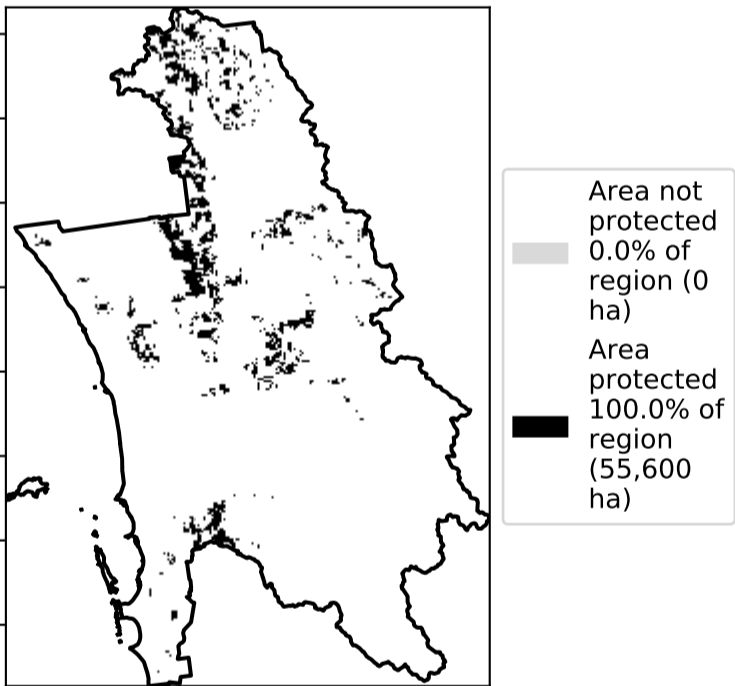 Area not
protected
0.0% of
region (0
ha)
Area
protected
100.0% of
region
(55,600
ha)